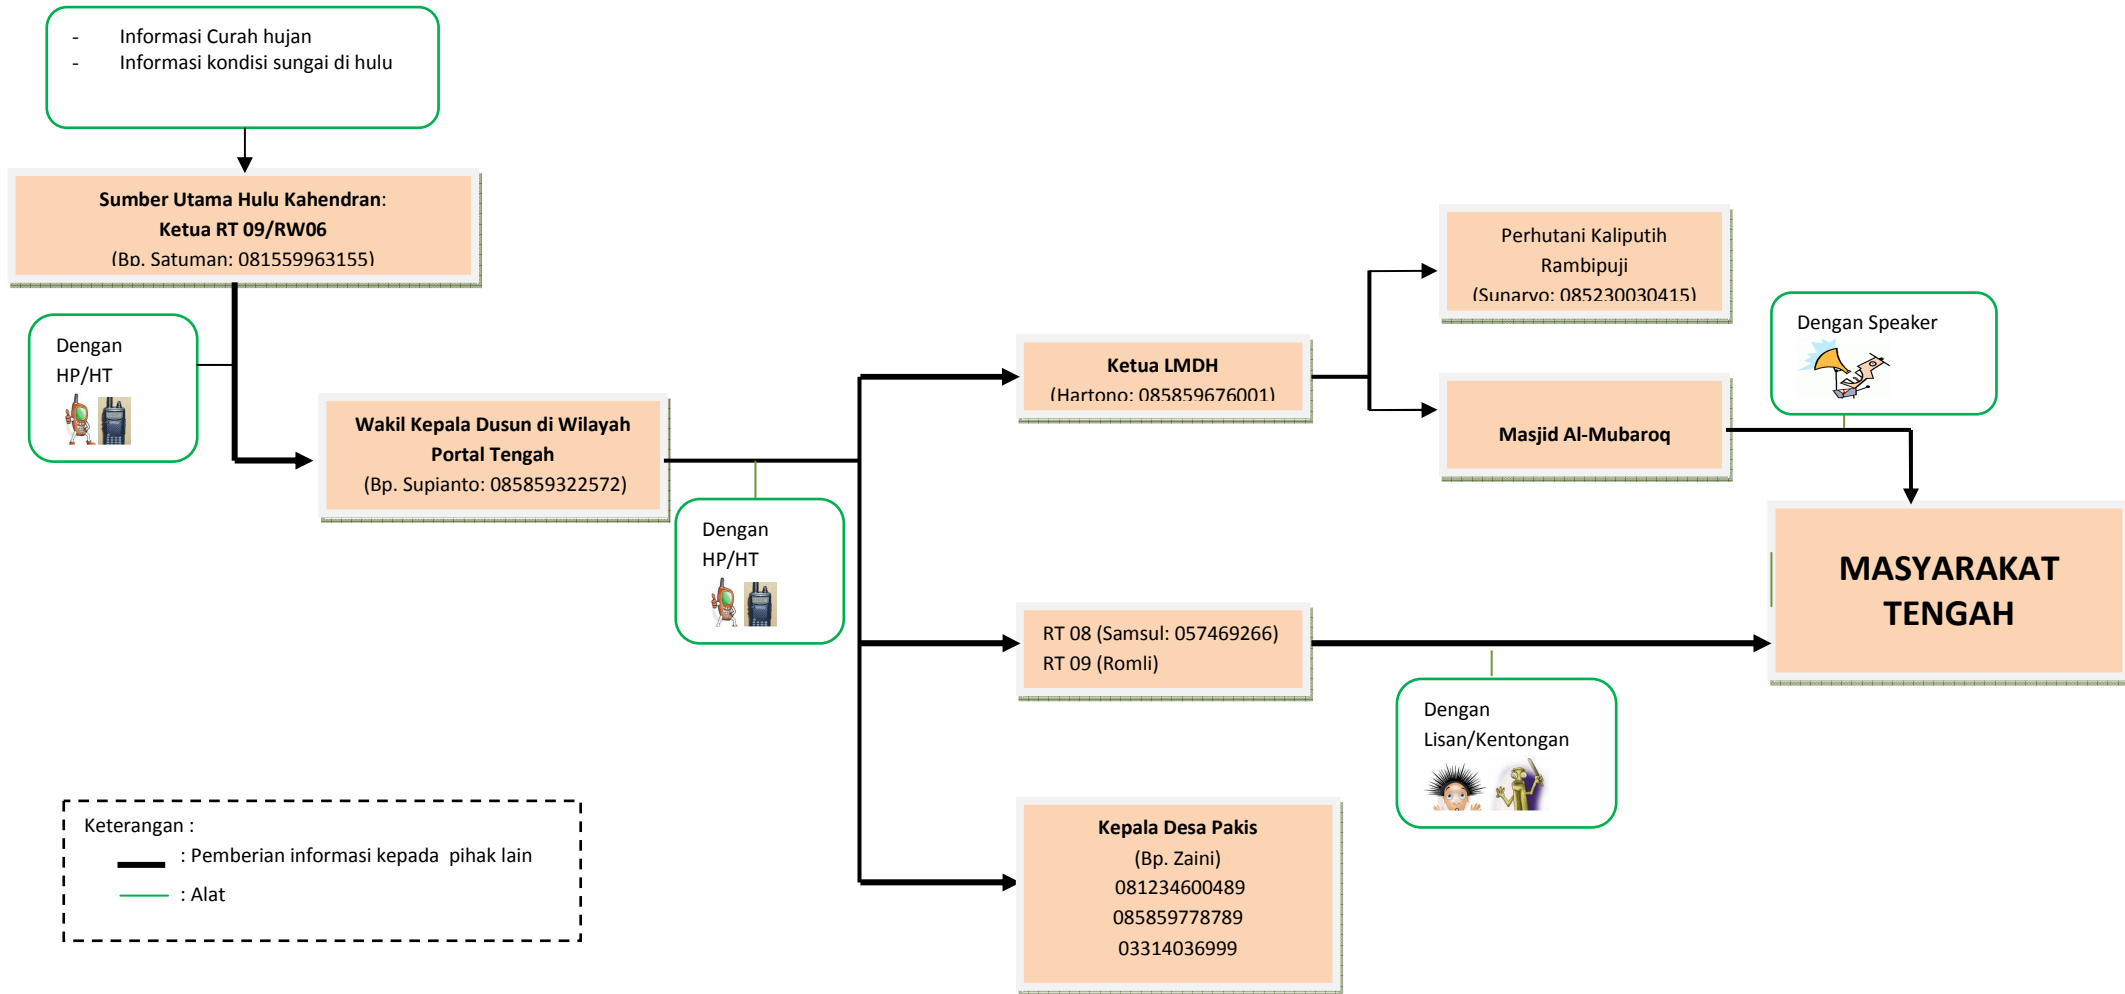 - Informasi Curah hujan
- Informasi kondisi sungai di hulu
Sumber Utama Hulu Kahendran:
Ketua RT 09/RW06
(Bp. Satuman: 081559963155)
Dengan
HP/HT
Wakil Kepala Dusun di Wilayah
Portal Tengah
(Bp. Supianto: 085859322572)
Dengan
HP/HT
Ketua LMDH
(Hartono: 085859676001)
Perhutani Kaliputih
Rambipuji
(Sunaryo: 085230030415)
Masjid Al-Mubaroq
Dengan Speaker
RT 08 (Samsul: 057469266)
RT 09 (Romli)
Dengan
Lisan/Kentongan
MASYARAKAT
TENGAH
Kepala Desa Pakis
(Bp. Zaini)
081234600489
085859778789
03314036999
Keterangan :
: Pemberian informasi kepada pihak lain
: Alat